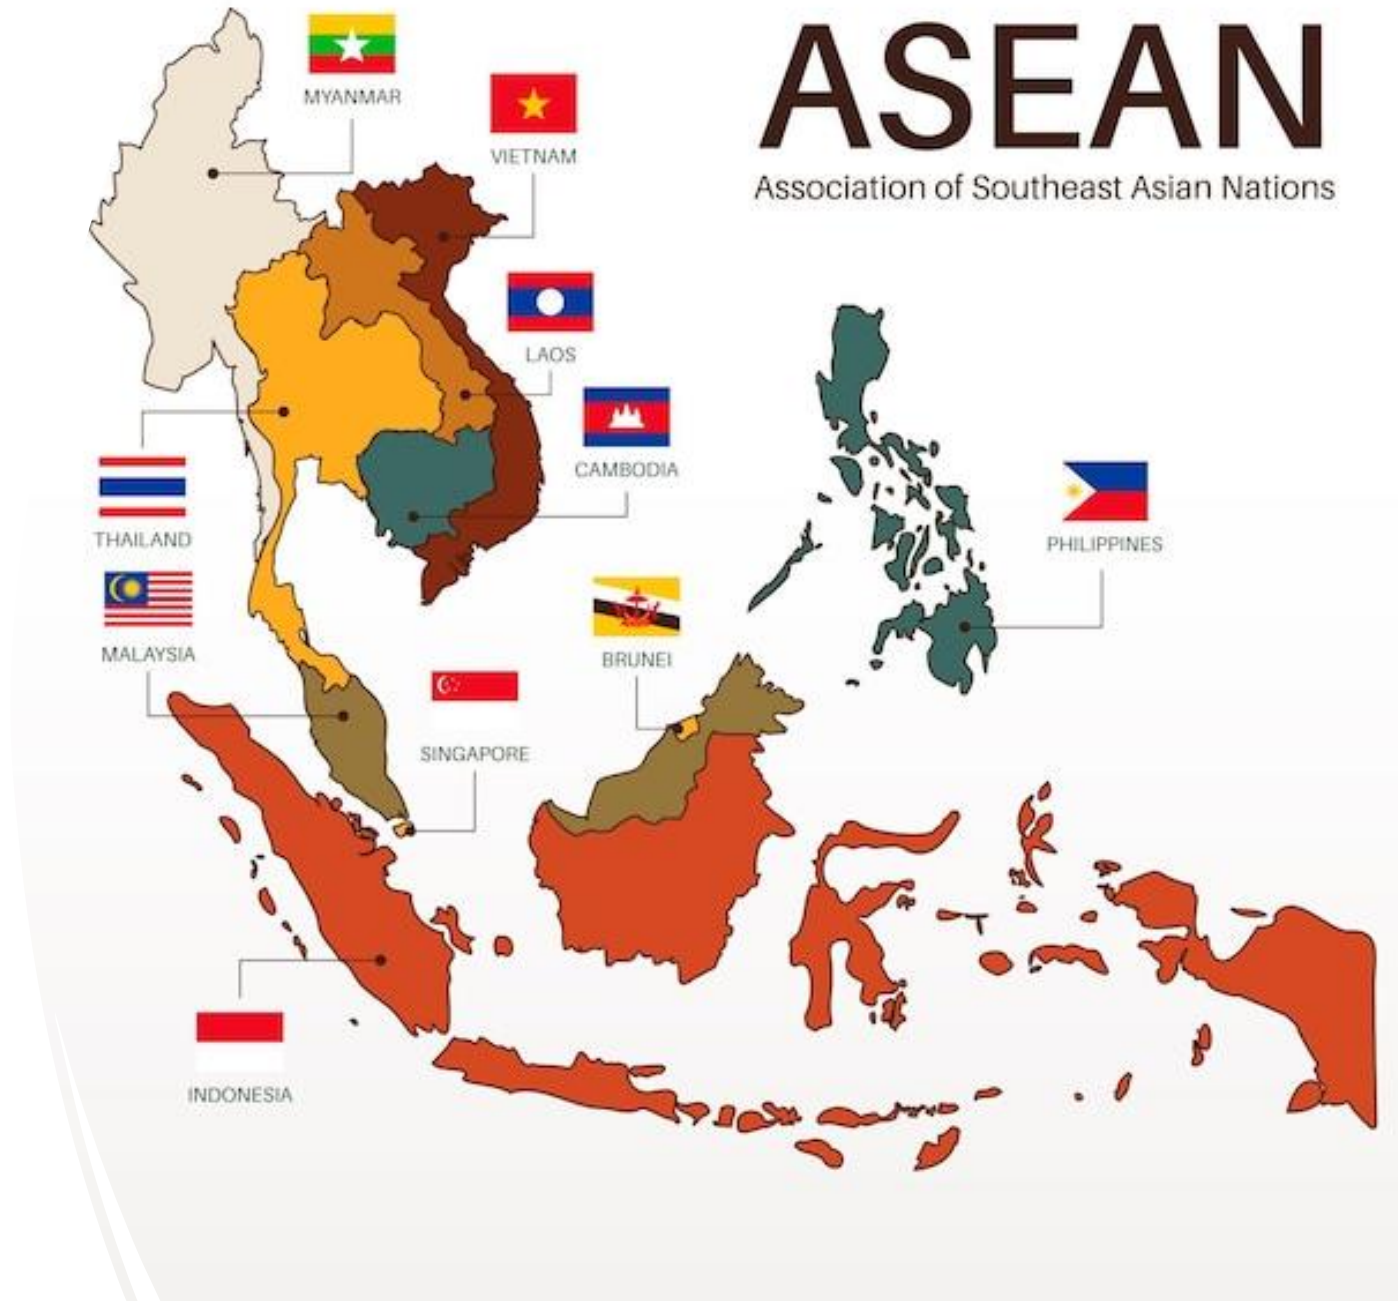 ASEAN
Association of Southeast Asian Nations
MYANMAR
VIETNAM
LAOS
CAMBODIA
THAILAND
PHILIPPINES
MALAYSIA
BRUNEI
SINGAPORE
INDONESIA